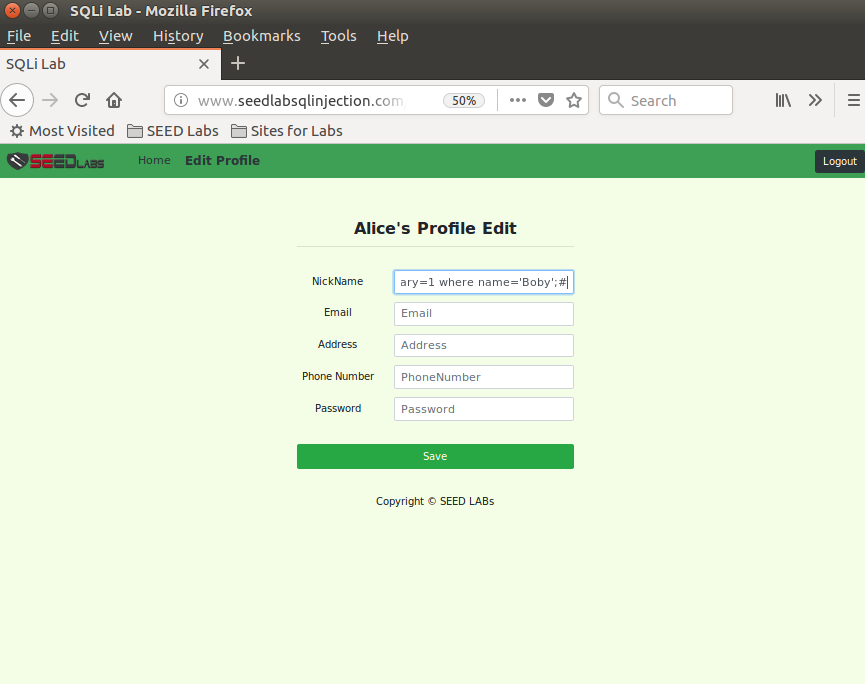 SQLi Lab - Mozilla Firefox
File Edit View History Bookmarks Tools Help
SQLi Lab
www.seedlabsqlinjection.com 50% Search
Most Visited SEED Labs Sites for Labs
SEEDLABS Home Edit Profile Logout
Alice's Profile Edit
NickName ary=1 where name='Boby';#
Email Email
Address Address
Phone Number PhoneNumber
Password Password
Save
Copyright © SEED LABs